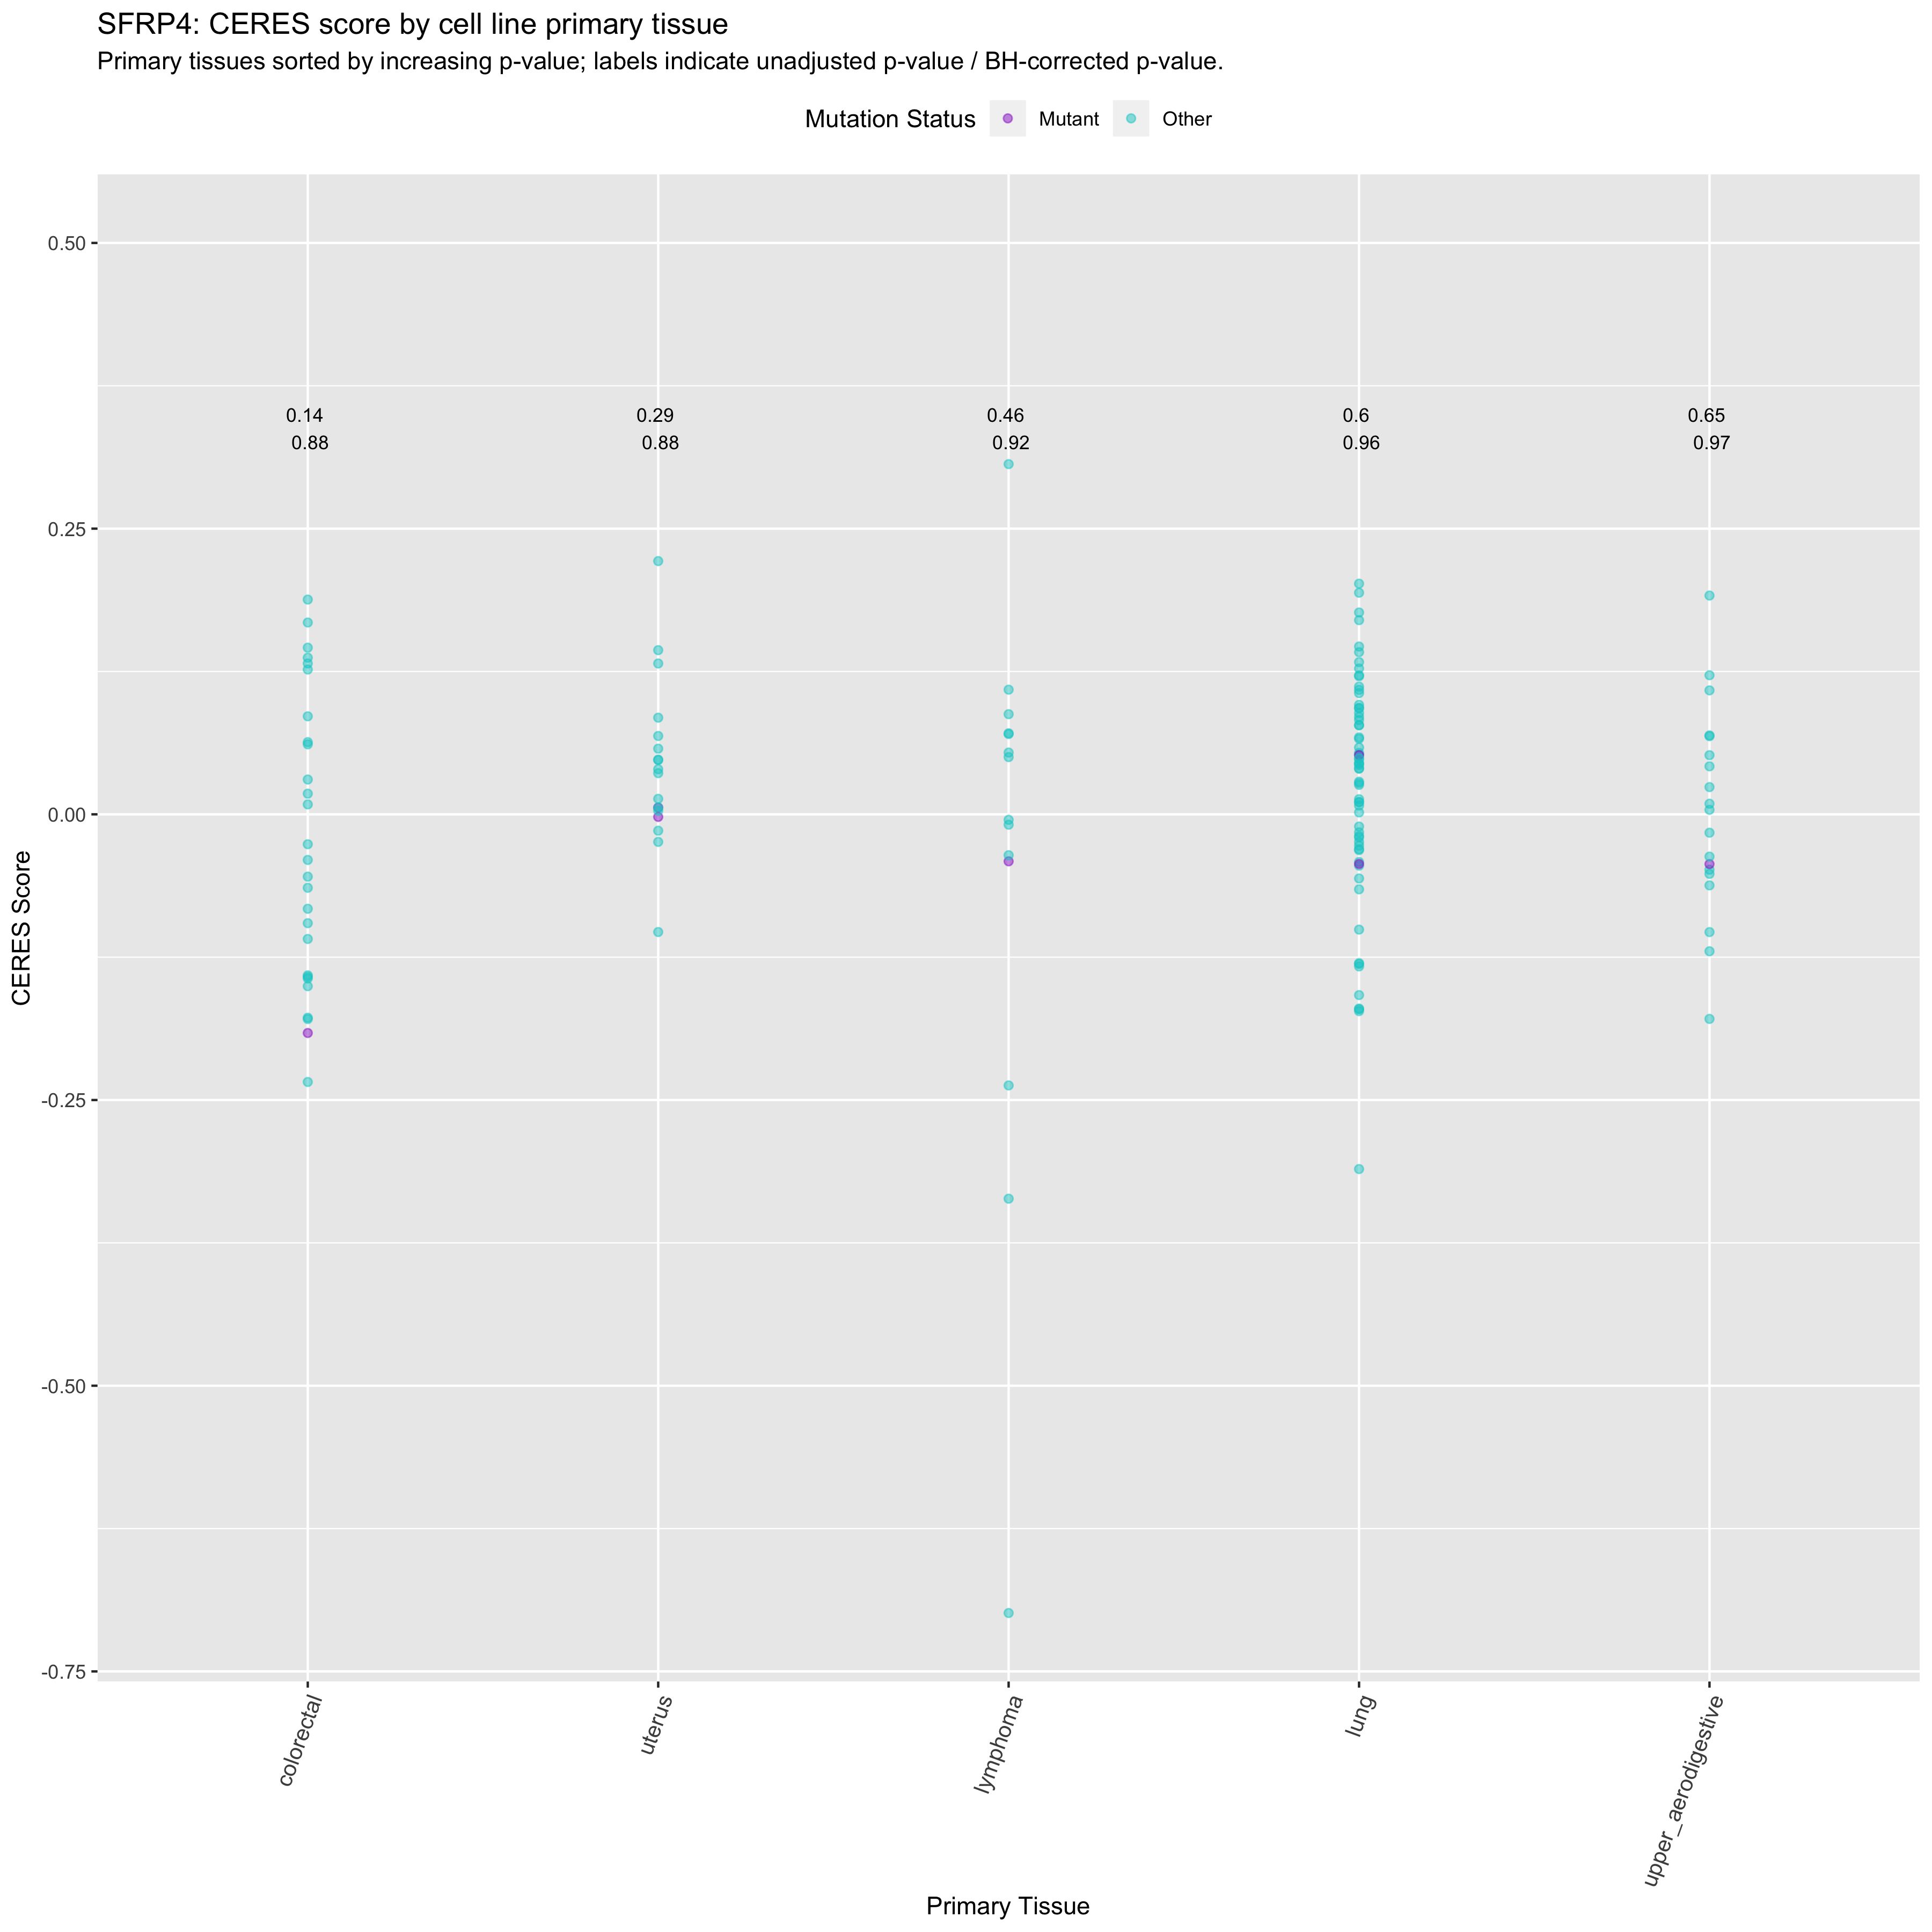 SFRP4: CERES score by cell line primary tissue
Primary tissues sorted by increasing p-value; labels indicate unadjusted p-value / BH-corrected p-value.
Mutation Status Mutant Other
0.50
0.14 0.29 0.46 0.6 0.65
0.88 0.88 0.92 0.96 0.97
0.25
0.00
-0.25
-0.50
-0.75
CERES Score
colorectal
uterus
lymphoma
lung
upper_aerodigestive
Primary Tissue